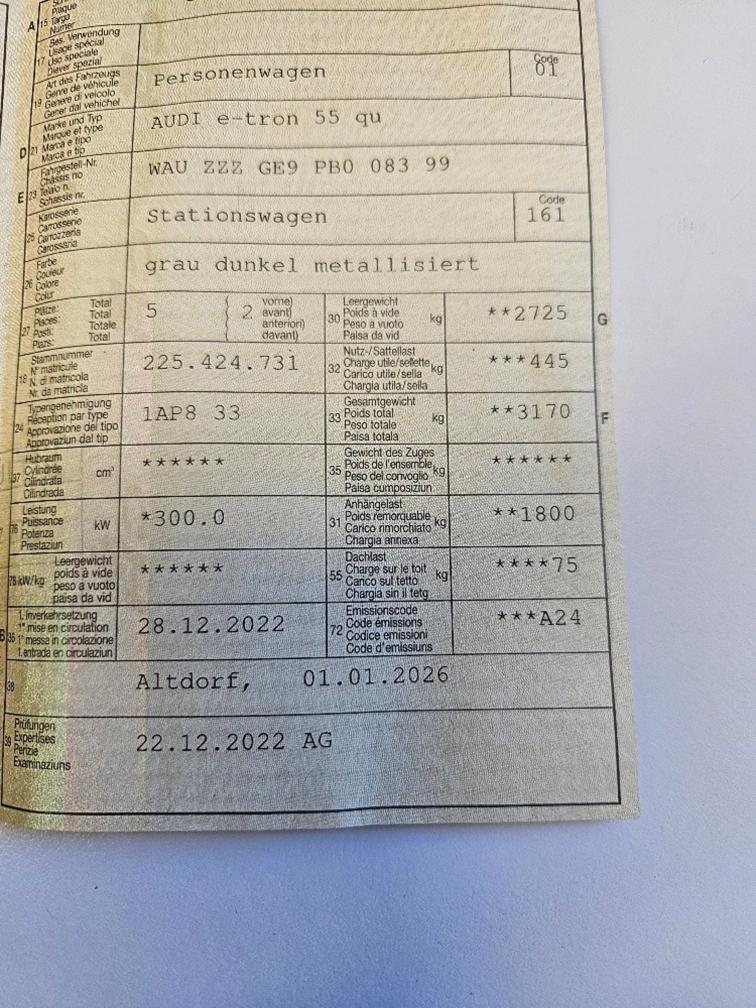 Plaque
A 15 Targa
Numer
Bes. Verwendung
Usage spécial
17 Uso speciale
Diever spezial
Art des Fahrzeugs
Genre de véhicule
19 Genere di veicolo
Gener dal vehichel
Personenwagen
Code
01
Marke und Typ
Marque et type
D 21 Marca e tipo
Marca e tip
AUDI e-tron 55 qu
Fahrgestell-Nr.
Châssis no
E 23 Telaio n.
Schassis nr.
WAU ZZZ GE9 PB0 083 99
Karosserie
Carrosserie
25 Carrozzeria
Carossaria
Stationswagen
Code
161
Farbe
Couleur
26 Colore
Colur
grau dunkel metallisiert
Plätze: Total
Places: Total
27 Posti: Totale
Plazs: Total
5
2
vorne)
avant)
anteriori)
davant)
Leergewicht
30 Poids à vide kg
Peso a vuoto
Paisa da vid
**2725
G
Stammnummer
N° matricule
18 N. di matricola
Nr. da matricla
225.424.731
Nutz-/Sattellast
32 Charge utile/sellette kg
Carico utile/sella
Chargia utila/sella
***445
Typengenehmigung
Réception par type
24 Approvazione del tipo
Approvaziun dal tip
1AP8 33
Gesamtgewicht
33 Poids total kg
Peso totale
Paisa totala
**3170
F
Hubraum
37 Cylindrée cm³
Cilindrata
Cilindrada
******
Gewicht des Zuges
35 Poids de l'ensemble kg
Peso del convoglio
Paisa cumposiziun
******
Leistung
76 Puissance kW
Potenza
Prestaziun
*300.0
Anhängelast
31 Poids remorquable kg
Carico rimorchiato
Chargia annexa
**1800
Leergewicht
78 kW/kg poids à vide
peso a vuoto
paisa da vid
******
Dachlast
55 Charge sur le toit kg
Carico sul tetto
Chargia sin il tetg
****75
1. Inverkehrsetzung
1re mise en circulation
B 36 1a messa in circolazione
1. entrada en circulaziun
28.12.2022
Emissionscode
72 Code émissions
Codice emissioni
Code d'emissiuns
***A24
38
Altdorf, 01.01.2026
Prüfungen
39 Expertises
Perizie
Examinaziuns
22.12.2022 AG